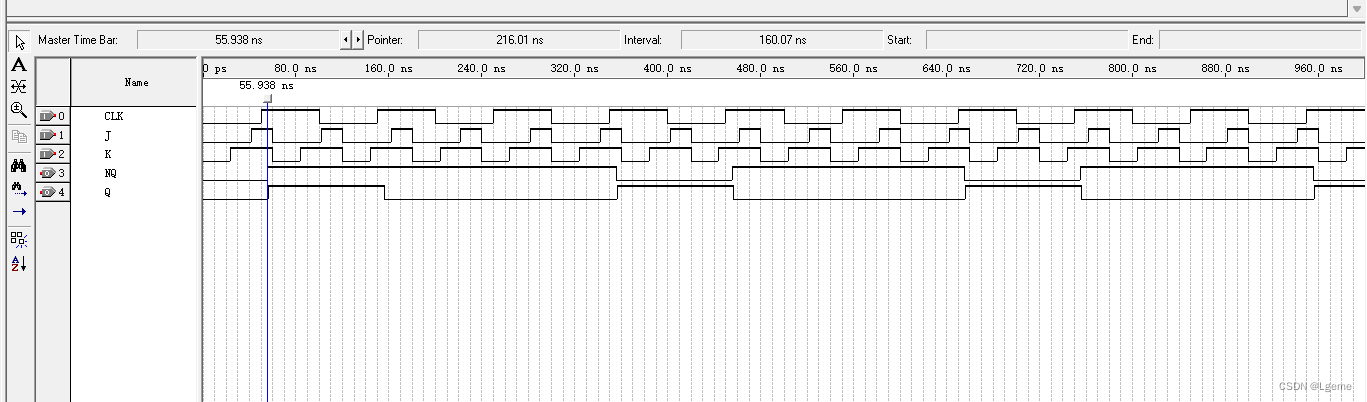 Master Time Bar: 55.938 ns Pointer: 216.01 ns Interval: 160.07 ns Start: End:
Name 0 ps 80.0 ns 160.0 ns 240.0 ns 320.0 ns 400.0 ns 480.0 ns 560.0 ns 640.0 ns 720.0 ns 800.0 ns 880.0 ns 960.0 ns
55.938 ns
0 CLK
1 J
2 K
3 NQ
4 Q
CSDN @Lgeme